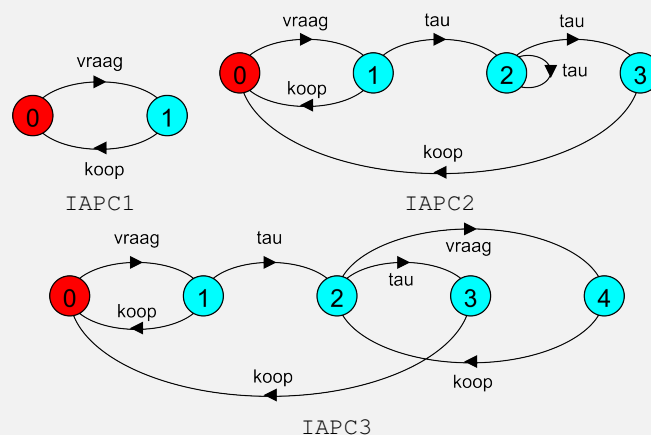 vraag
0
1
koop
IAPC1
vraag
tau
tau
0
1
2
3
koop
tau
koop
IAPC2
vraag
tau
vraag
0
1
2
3
4
koop
tau
koop
koop
IAPC3